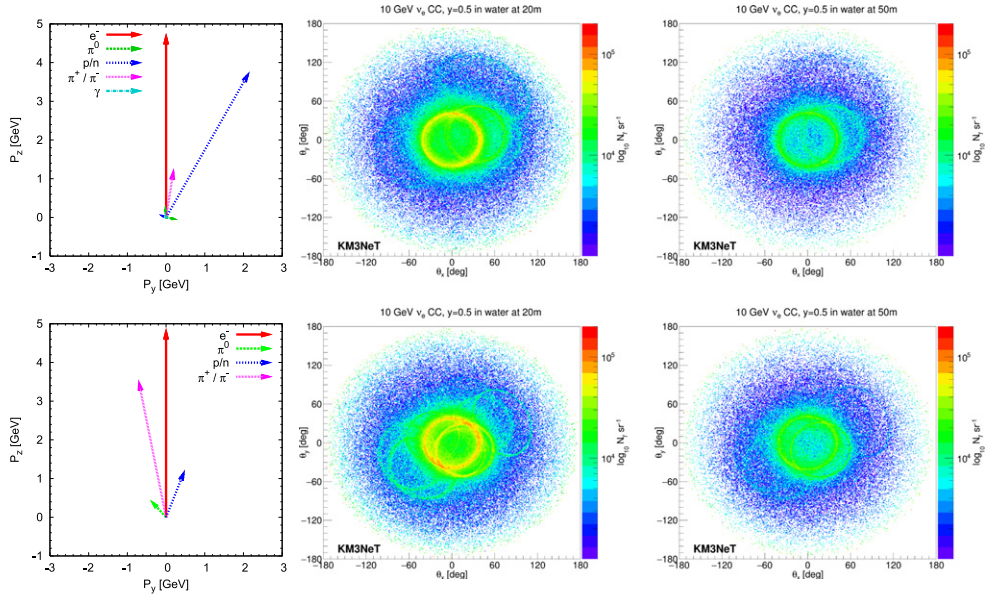 5
4
3
2
1
0
-1
-3
-2
-1
0
1
2
3
P_z [GeV]
P_y [GeV]
e⁻
π⁰
p/n
π⁺ / π⁻
γ
10 GeV ν_e CC, y=0.5 in water at 20m
180
120
60
0
−60
−120
−180
θ_y [deg]
KM3NeT
−180
−120
−60
0
60
120
180
θ_x [deg]
10⁵
10⁴
log₁₀ N_γ sr⁻¹
10 GeV ν_e CC, y=0.5 in water at 50m
180
120
60
0
−60
−120
−180
θ_y [deg]
KM3NeT
−180
−120
−60
0
60
120
180
θ_x [deg]
10⁵
10⁴
log₁₀ N_γ sr⁻¹
5
4
3
2
1
0
-1
-3
-2
-1
0
1
2
3
P_z [GeV]
P_y [GeV]
e⁻
π⁰
p/n
π⁺ / π⁻
10 GeV ν_e CC, y=0.5 in water at 20m
180
120
60
0
−60
−120
−180
θ_y [deg]
KM3NeT
−180
−120
−60
0
60
120
180
θ_x [deg]
10⁵
10⁴
log₁₀ N_γ sr⁻¹
10 GeV ν_e CC, y=0.5 in water at 50m
180
120
60
0
−60
−120
−180
θ_y [deg]
KM3NeT
−180
−120
−60
0
60
120
180
θ_x [deg]
10⁵
10⁴
log₁₀ N_γ sr⁻¹